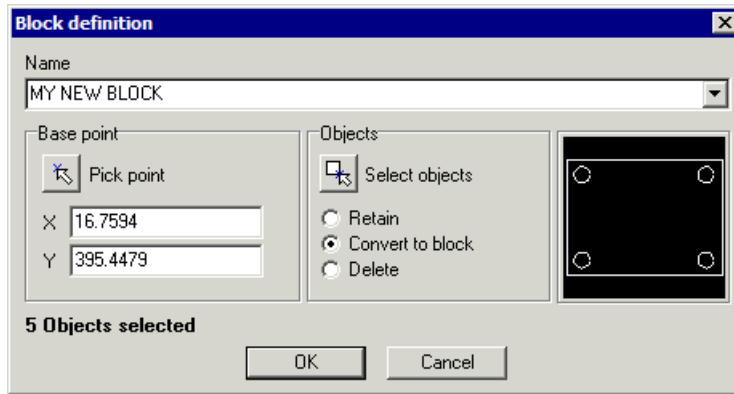 Block definition
Name
MY NEW BLOCK
Base point
Pick point
X 16.7594
Y 395.4479
Objects
Select objects
Retain
Convert to block
Delete
5 Objects selected
OK
Cancel